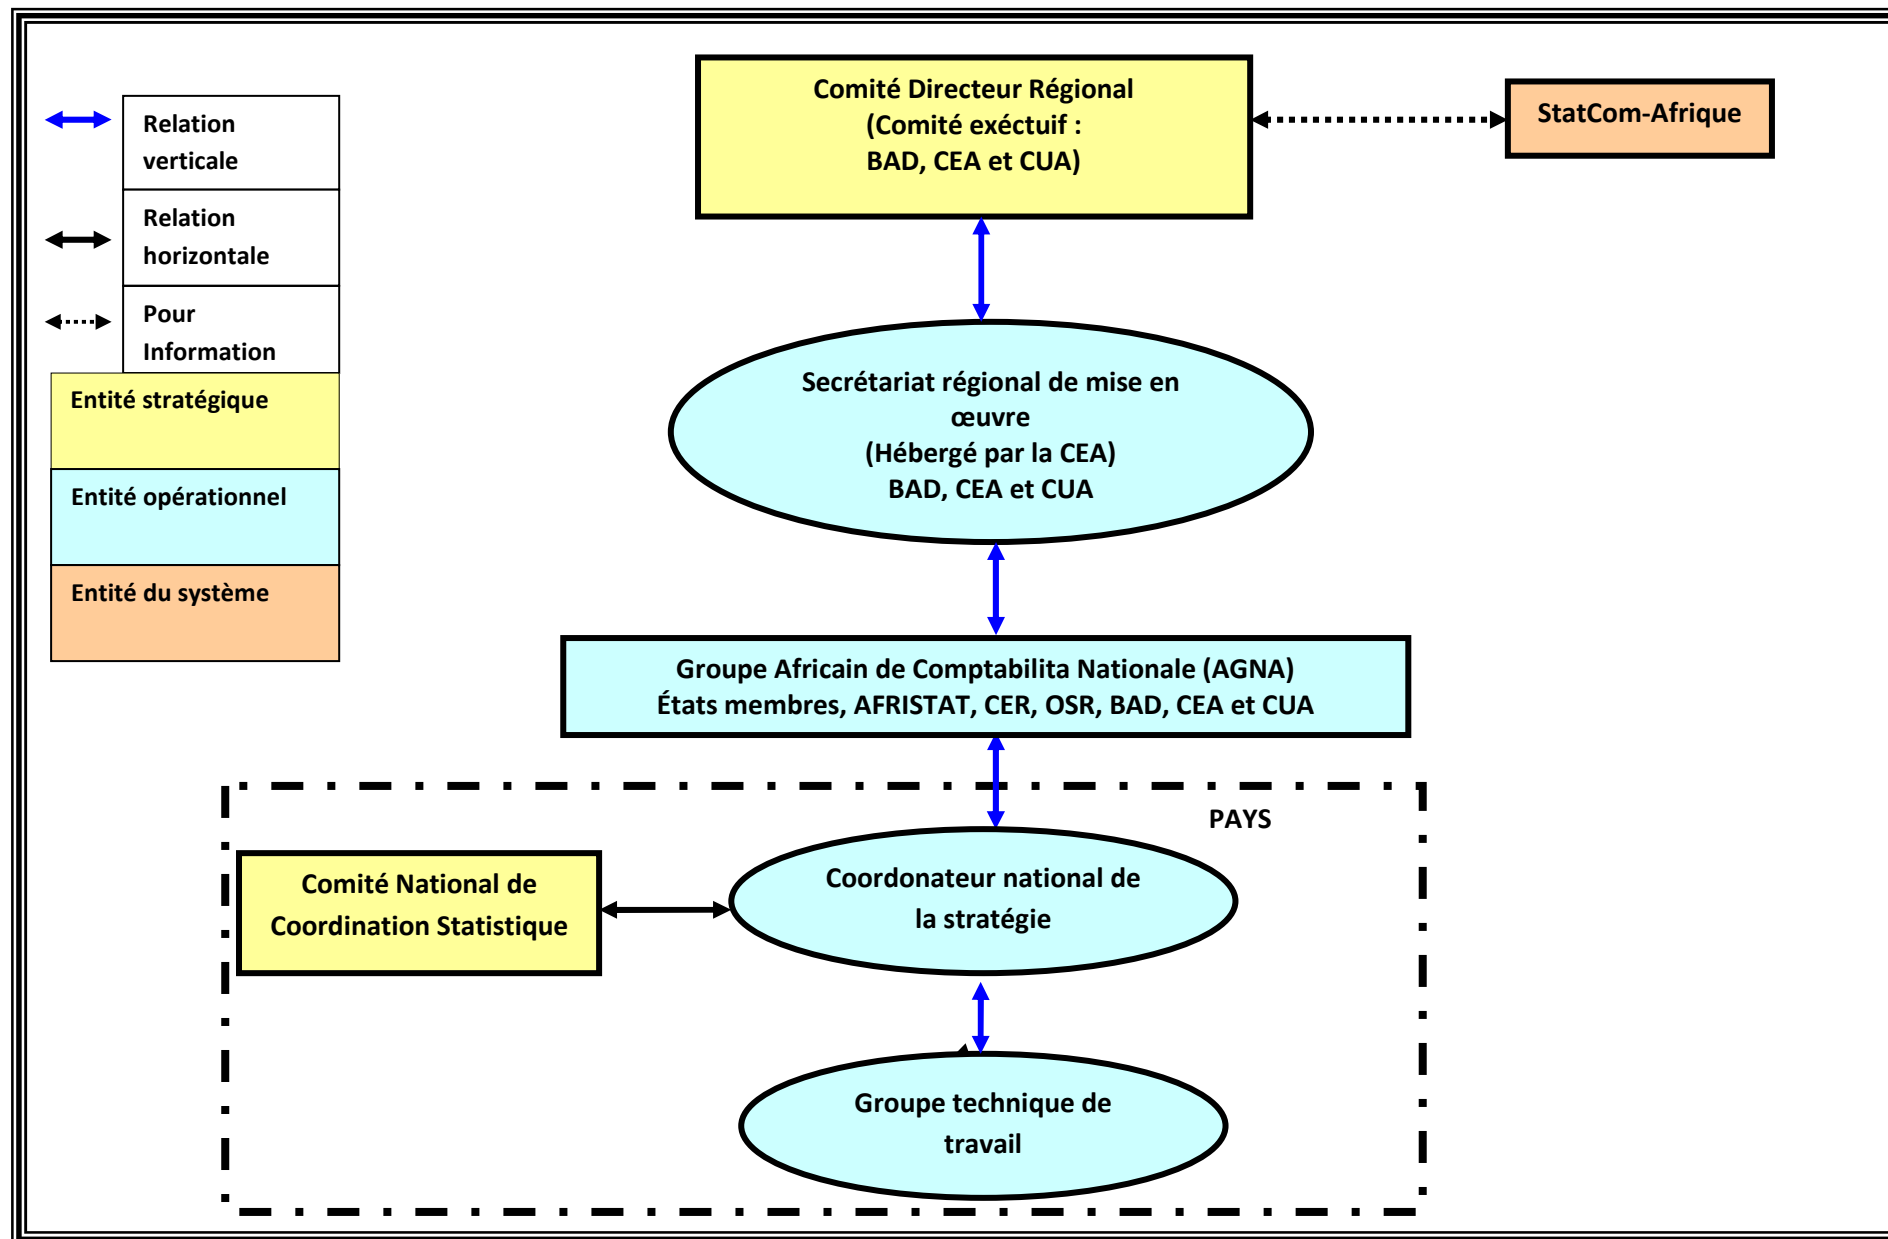 Relation
verticale
Relation
horizontale
Pour
Information
Entité stratégique
Entité opérationnel
Entité du système
Comité Directeur Régional
(Comité exéctuif :
BAD, CEA et CUA)
StatCom-Afrique
Secrétariat régional de mise en
œuvre
(Hébergé par la CEA)
BAD, CEA et CUA
Groupe Africain de Comptabilita Nationale (AGNA)
États membres, AFRISTAT, CER, OSR, BAD, CEA et CUA
PAYS
Comité National de
Coordination Statistique
Coordonateur national de
la stratégie
Groupe technique de
travail